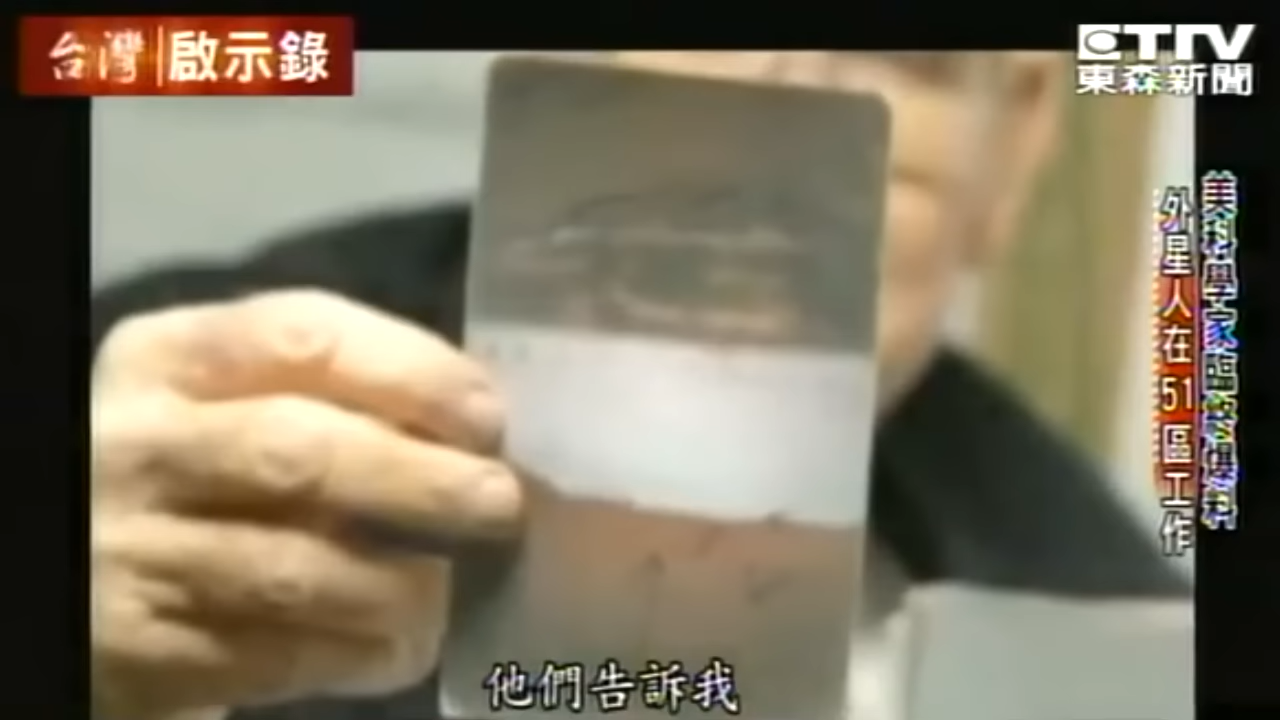 台灣 啟示錄
ETTV
東森新聞
美科學家臨終爆料
外星人在51區工作
他們告訴我